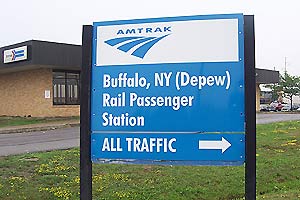 AMTRAK
Buffalo, NY (Depew)
Rail Passenger
Station
ALL TRAFFIC